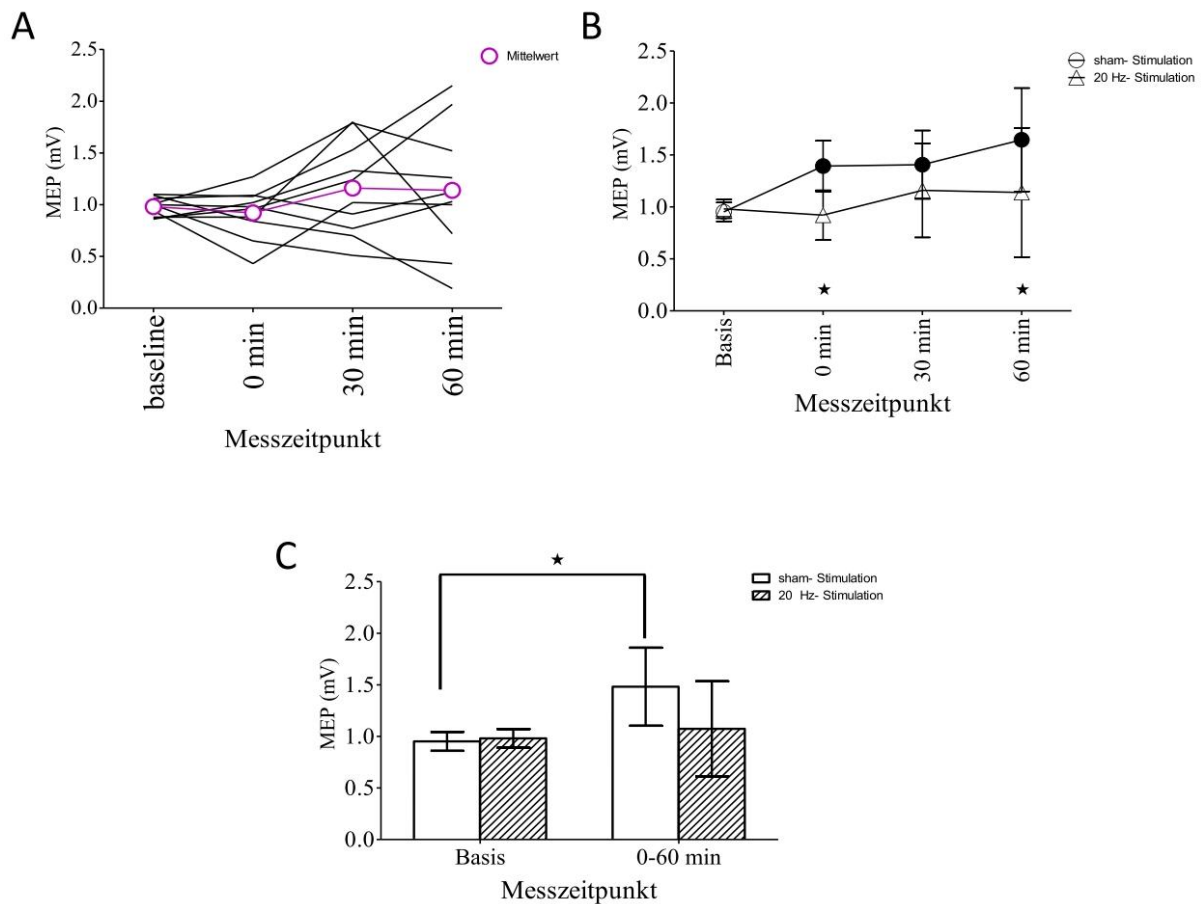 A
2.5
2.0
1.5
1.0
0.5
0.0
MEP (mV)
baseline
0 min
30 min
60 min
Messzeitpunkt
Mittelwert
B
2.5
2.0
1.5
1.0
0.5
0.0
MEP (mV)
Basis
0 min
30 min
60 min
Messzeitpunkt
sham- Stimulation
20 Hz- Stimulation
C
2.5
2.0
1.5
1.0
0.5
0.0
MEP (mV)
Basis
0-60 min
Messzeitpunkt
sham- Stimulation
20 Hz- Stimulation